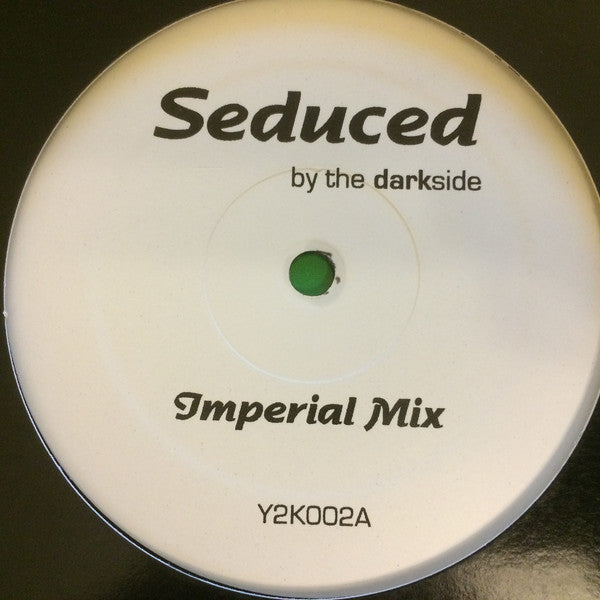 Seduced
by the darkside
Imperial Mix
Y2K002A